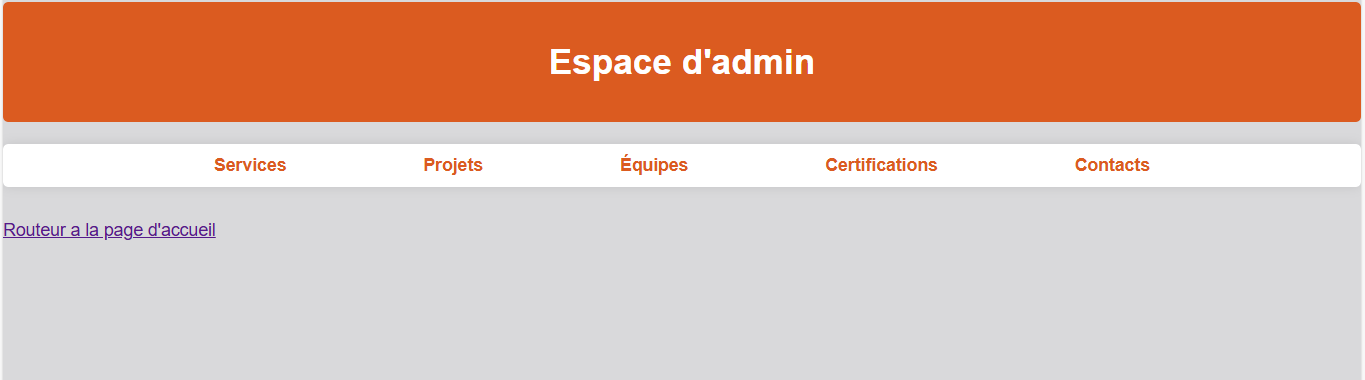 Espace d'admin
Services Projets Équipes Certifications Contacts
Routeur a la page d'accueil